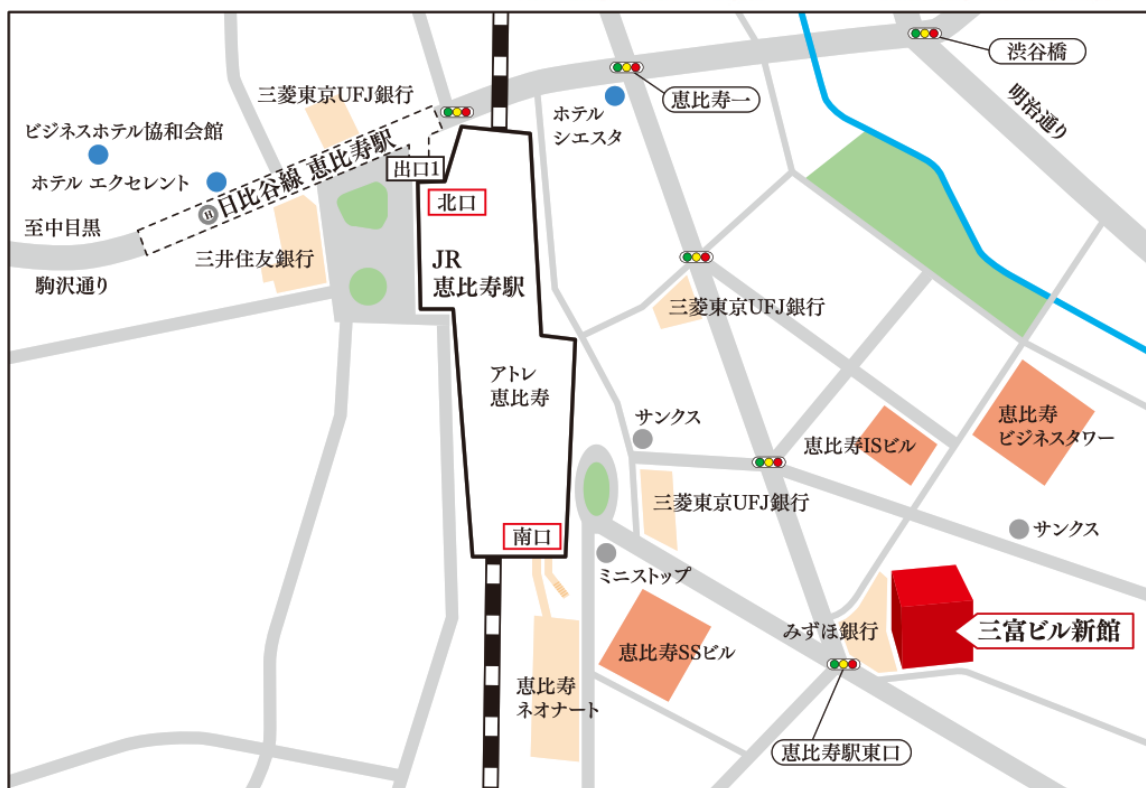 渋谷橋
恵比寿一
明治通り
三菱東京UFJ銀行
ホテル
シエスタ
ビジネスホテル協和会館
ホテル エクセレント
日比谷線 恵比寿駅
H
出口1
北口
至中目黒
駒沢通り
三井住友銀行
JR
恵比寿駅
三菱東京UFJ銀行
アトレ
恵比寿
サンクス
恵比寿ISビル
恵比寿
ビジネスタワー
三菱東京UFJ銀行
サンクス
南口
ミニストップ
みずほ銀行
三富ビル新館
恵比寿SSビル
恵比寿
ネオナート
恵比寿駅東口